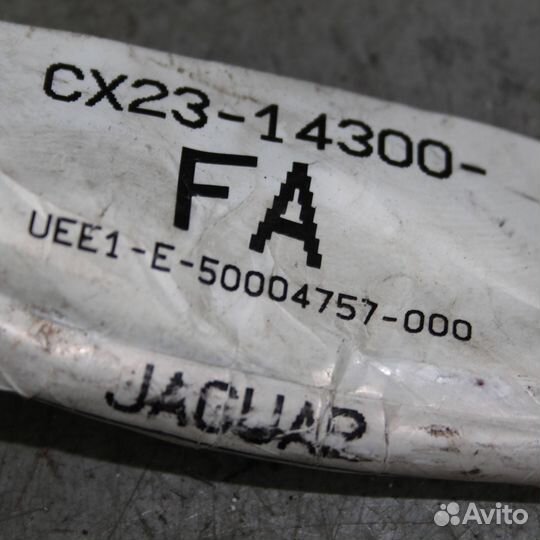 CX23-14300-
FA
UEE1-E-50004757-000
JAGUAR
Avito